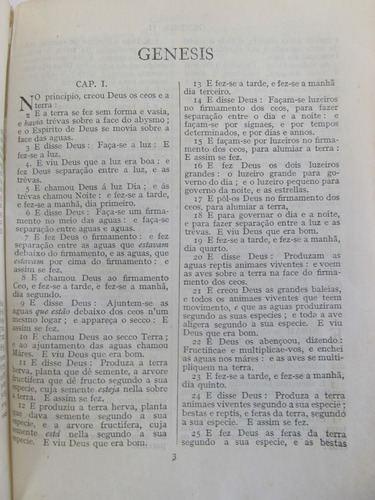 GENESIS
CAP. I.
NO principio, creou Deus os ceos e a
terra:
2 E a terra se fez sem forma e vasia,
e havia trévas sobre a face do abysmo;
e o Espirito de Deus se movia sobre a
face das aguas.
3 E disse Deus: Faça-se a luz: E
fez-se a luz.
4 E viu Deus que a luz era boa: e
fez Deus separação entre a luz, e as
trévas.
5 E chamou Deus á luz Dia; e ás
trévas chamou Noite: e fez-se a tarde,
e fez-se a manhã, dia primeiro.
6 E disse Deus: Faça-se um firma-
mento no meio das aguas: e faça-se
separação entre aguas e aguas.
7 E fez Deus o firmamento: e fez
separação entre as aguas que estavam
debaixo do firmamento, e as aguas, que
estavam por cima do firmamento: e
assim se fez.
8 E chamou Deus ao firmamento
Ceo, e fez-se a tarde, e fez-se a manhã,
dia segundo.
9 E disse Deus: Ajuntem-se as
aguas que estão debaixo dos ceos n'um
mesmo logar; e appareça o secco: E
assim se fez.
10 E chamou Deus ao secco Terra;
e ao ajuntamento das aguas chamou
Mares. E viu Deus que era bom.
11 E disse Deus: Produza a terra
herva, planta que dê semente, e arvore
fructifera que dê fructo segundo a sua
especie, cuja semente esteja nella sobre
a terra. E assim se fez.
12 E produziu a terra herva, plan-
ta que dava semente segundo a sua
especie, e a arvore fructifera, cuja
semente está nella segundo a sua
especie. E viu Deus que era bom.
13 E fez-se a tarde, e fez-se a manhã
dia terceiro.
14 E disse Deus: Façam-se luzeiros
no firmamento dos ceos, para fazer
separação entre o dia e a noite: e
façam-se por signaes, e por tempos
determinados, e por dias e annos.
15 E façam-se por luzeiros no firma-
mento dos ceos, para alumiar a terra:
E assim se fez.
16 E fez Deus os dois luzeiros
grandes: o luzeiro grande para go-
verno do dia; e o luzeiro pequeno para
governo da noite, e as estrellas.
17 E pôl-os Deus no firmamento dos
ceos, para alumiar a terra,
18 E para governar o dia e a noite,
e para fazer separação entre a luz e as
trévas. E viu Deus que era bom.
19 E fez-se a tarde, e fez-se a manhã,
dia quarto.
20 E disse Deus: Produzam as
aguas reptis animaes viventes: e voem
as aves sobre a terra na face do firma-
mento dos ceos.
21 E creou Deus as grandes baleias,
e todos os animaes viventes que teem
movimento, e que as aguas produziram
segundo as suas especies; e toda a ave
aligera segundo a sua especie. E viu
Deus que era bom.
22 E Deus os abençoou, dizendo:
Fructificae e multiplicae-vos, e enchei
as aguas nos máres: e as aves se multi-
pliquem na terra.
23 E fez-se a tarde, e fez-se a manhã,
dia quinto.
24 E disse Deus: Produza a terra
animaes viventes segundo a sua especie;
bestas e reptis, e feras da terra, segundo
a sua especie. E assim se fez.
25 E fez Deus as feras da terra
segundo a sua especie, e as bestas
3